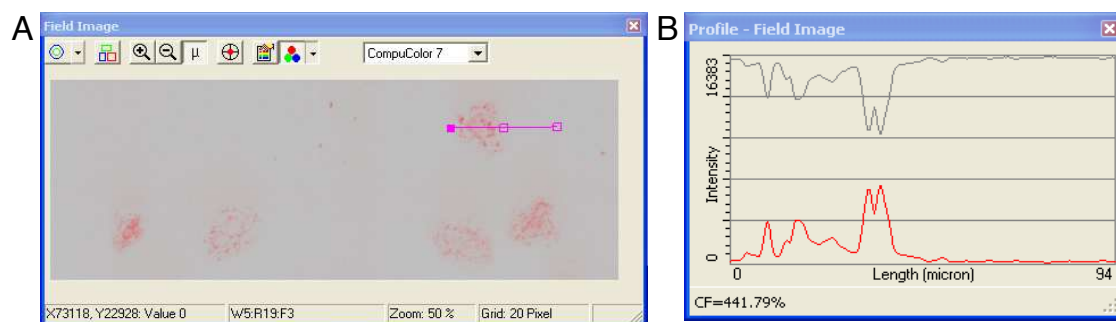 A
Field Image
μ
CompuColor 7
X73118, Y22928: Value 0
W5:R19:F3
Zoom: 50 %
Grid: 20 Pixel
B
Profile - Field Image
16383
Intensity
0
0
Length (micron)
94
CF=441.79%